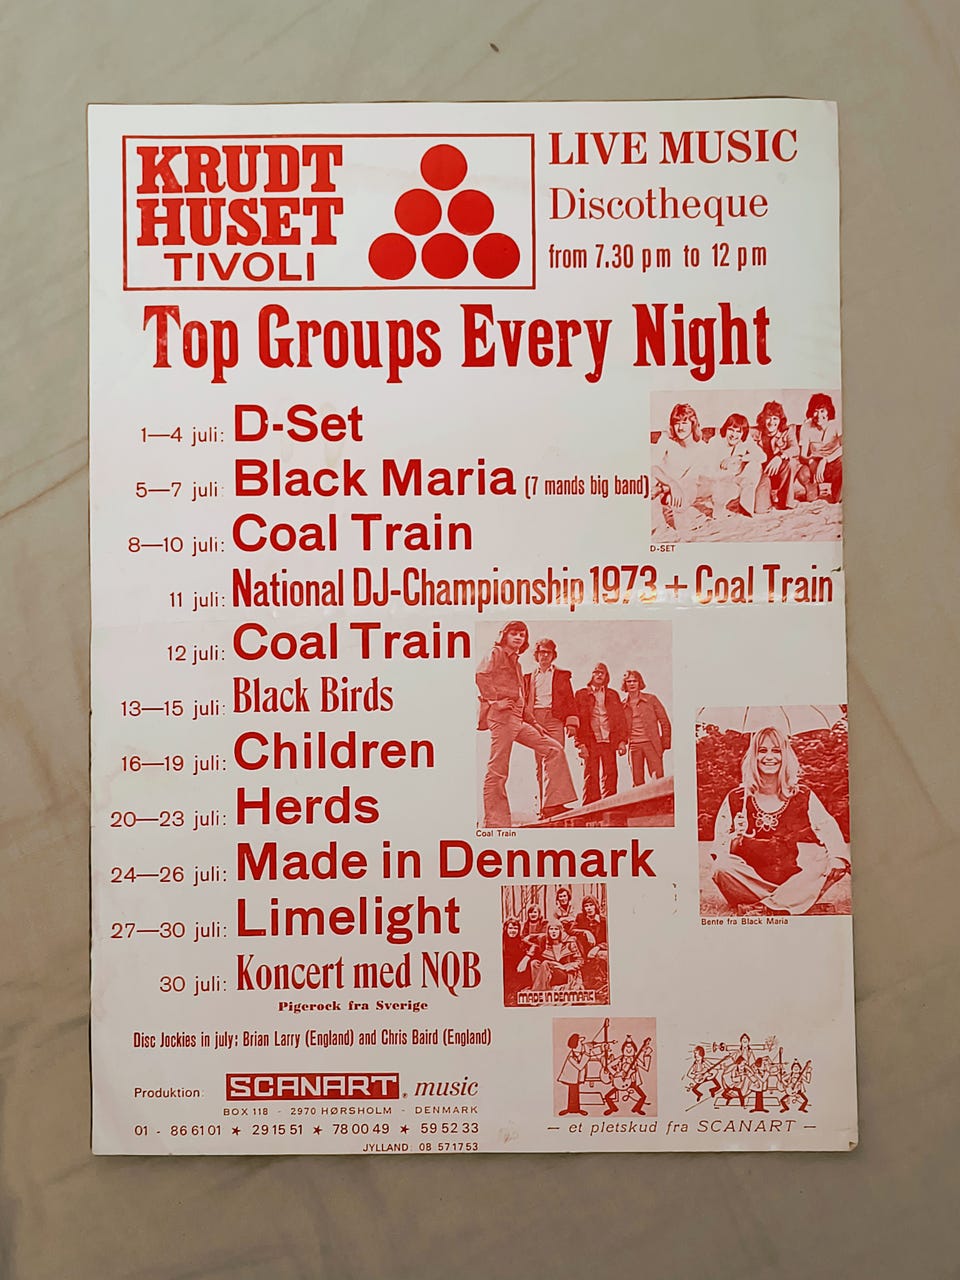 KRUDT
HUSET
TIVOLI
LIVE MUSIC
Discotheque
from 7.30 pm to 12 pm
Top Groups Every Night
1—4 juli: D-Set
5—7 juli: Black Maria (7 mands big band)
D-SET
8—10 juli: Coal Train
11 juli: National DJ-Championship 1973 + Coal Train
12 juli: Coal Train
13—15 juli: Black Birds
16—19 juli: Children
20—23 juli: Herds
Coal Train
24—26 juli: Made in Denmark
Bente fra Black Maria
27—30 juli: Limelight
30 juli: Koncert med NQB
Pigerock fra Sverige
MADE IN DENMARK
Disc Jockies in july: Brian Larry (England) and Chris Baird (England)
Produktion: SCANART. music
BOX 118 - 2970 HØRSHOLM - DENMARK
01 - 86 61 01 ★ 29 15 51 ★ 78 00 49 ★ 59 52 33
JYLLAND: 08 57 17 53
— et pletskud fra SCANART —